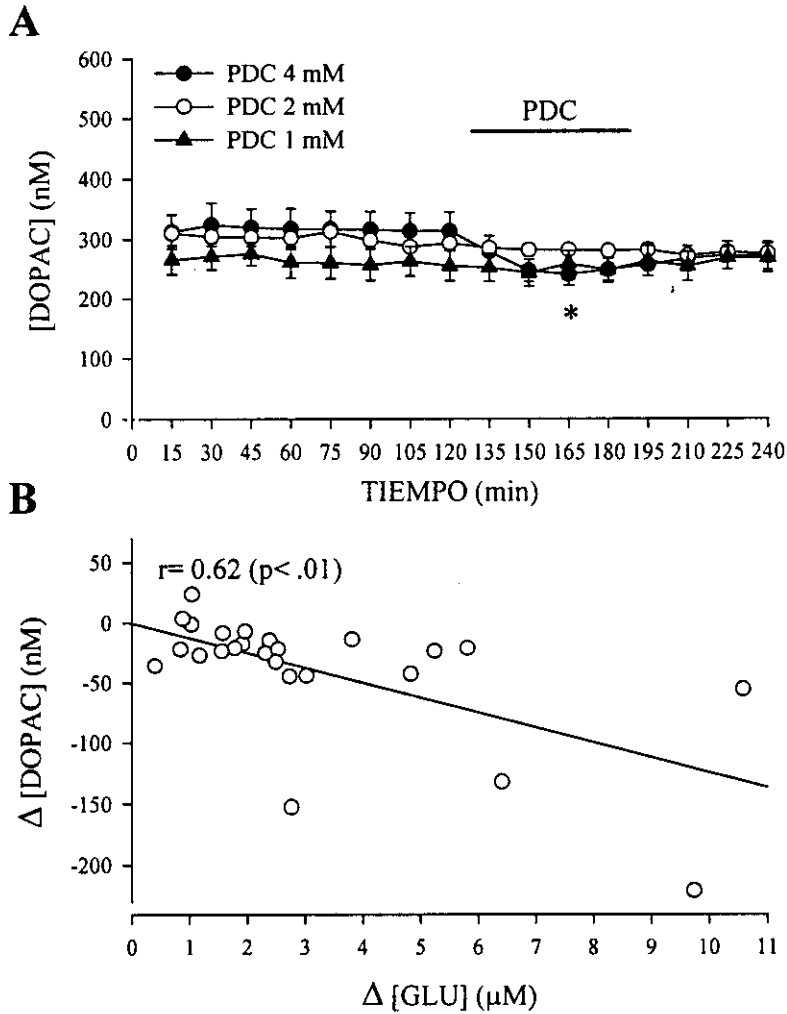 A
PDC 4 mM
PDC 2 mM
PDC 1 mM
PDC
[DOPAC] (nM)
600
500
400
300
200
100
0
*
0 15 30 45 60 75 90 105 120 135 150 165 180 195 210 225 240
TIEMPO (min)
B
r= 0.62 (p< .01)
Δ [DOPAC] (nM)
50
0
-50
-100
-150
-200
0 1 2 3 4 5 6 7 8 9 10 11
Δ [GLU] (μM)